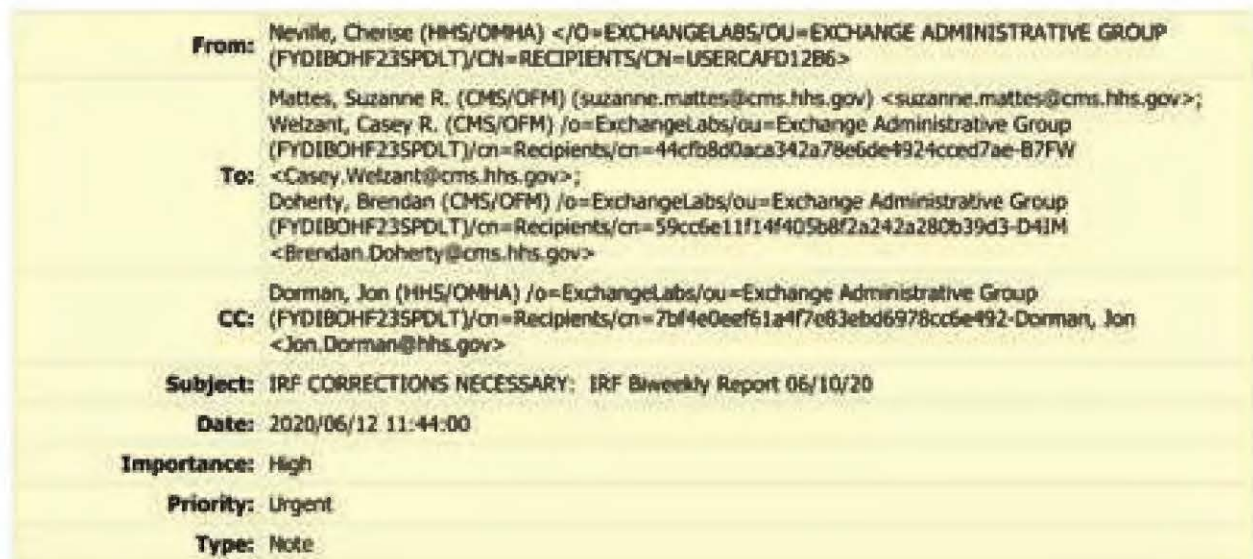 From: Neville, Cherise (HHS/OMHA) </O=EXCHANGELABS/OU=EXCHANGE ADMINISTRATIVE GROUP
(FYDIBOHF23SPDLT)/CN=RECIPIENTS/CN=USERCAFD12B6>
Mattes, Suzanne R. (CMS/OFM) (suzanne.mattes@cms.hhs.gov) <suzanne.mattes@cms.hhs.gov>;
Welzant, Casey R. (CMS/OFM) /o=ExchangeLabs/ou=Exchange Administrative Group
(FYDIBOHF23SPDLT)/cn=Recipients/cn=44cfb8d0aca342a78e6de4924cced7ae-B7FW
To: <Casey.Welzant@cms.hhs.gov>;
Doherty, Brendan (CMS/OFM) /o=ExchangeLabs/ou=Exchange Administrative Group
(FYDIBOHF23SPDLT)/cn=Recipients/cn=59cc6e11f14f405b8f2a242a280b39d3-D4IM
<Brendan.Doherty@cms.hhs.gov>
Dorman, Jon (HHS/OMHA) /o=ExchangeLabs/ou=Exchange Administrative Group
CC: (FYDIBOHF23SPDLT)/cn=Recipients/cn=7bf4e0eef61a4f7e83ebd6978cc6e492-Dorman, Jon
<Jon.Dorman@hhs.gov>
Subject: IRF CORRECTIONS NECESSARY: IRF Biweekly Report 06/10/20
Date: 2020/06/12 11:44:00
Importance: High
Priority: Urgent
Type: Note